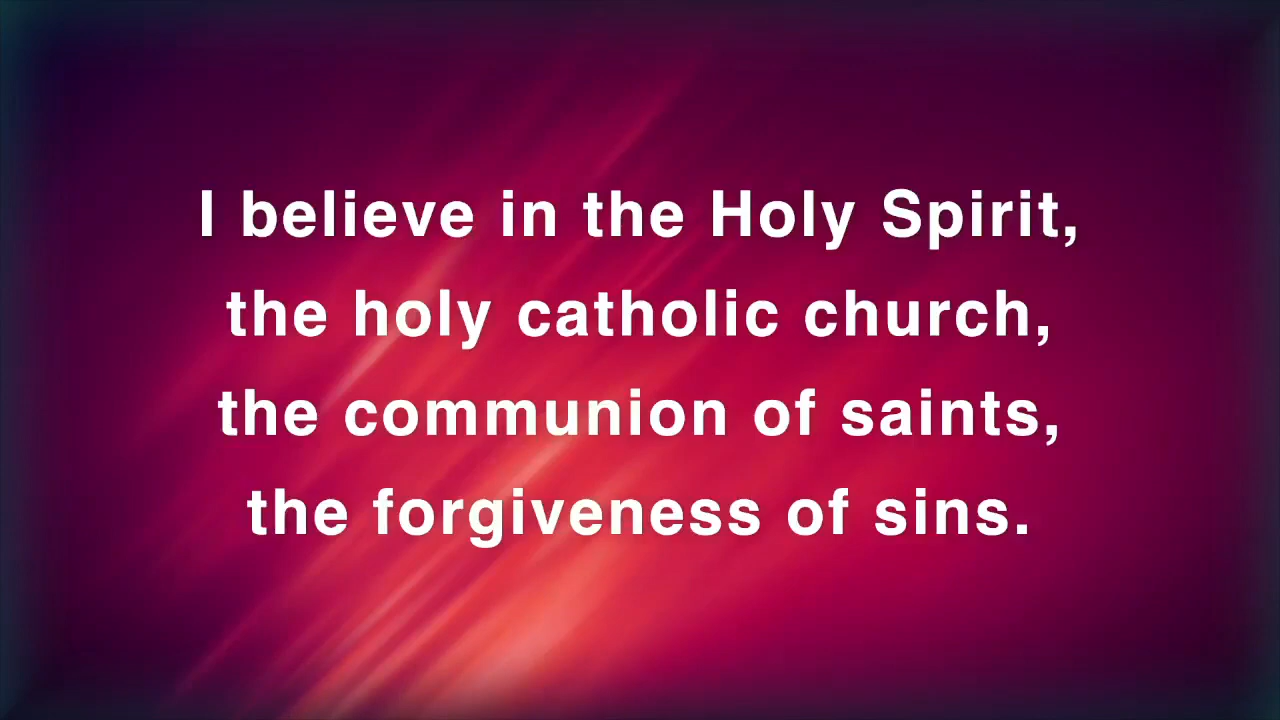 I believe in the Holy Spirit,
the holy catholic church,
the communion of saints,
the forgiveness of sins.